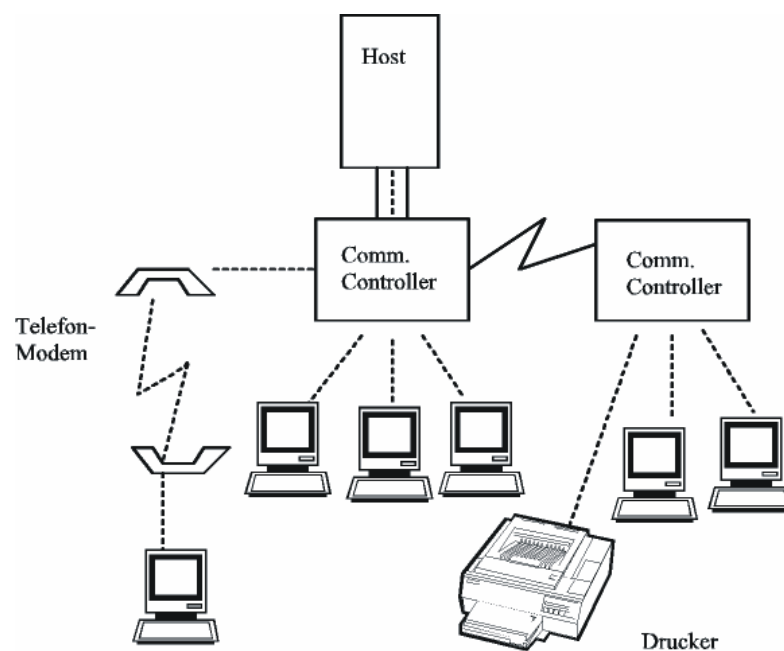 Host
Comm.
Controller
Comm.
Controller
Telefon-
Modem
Drucker